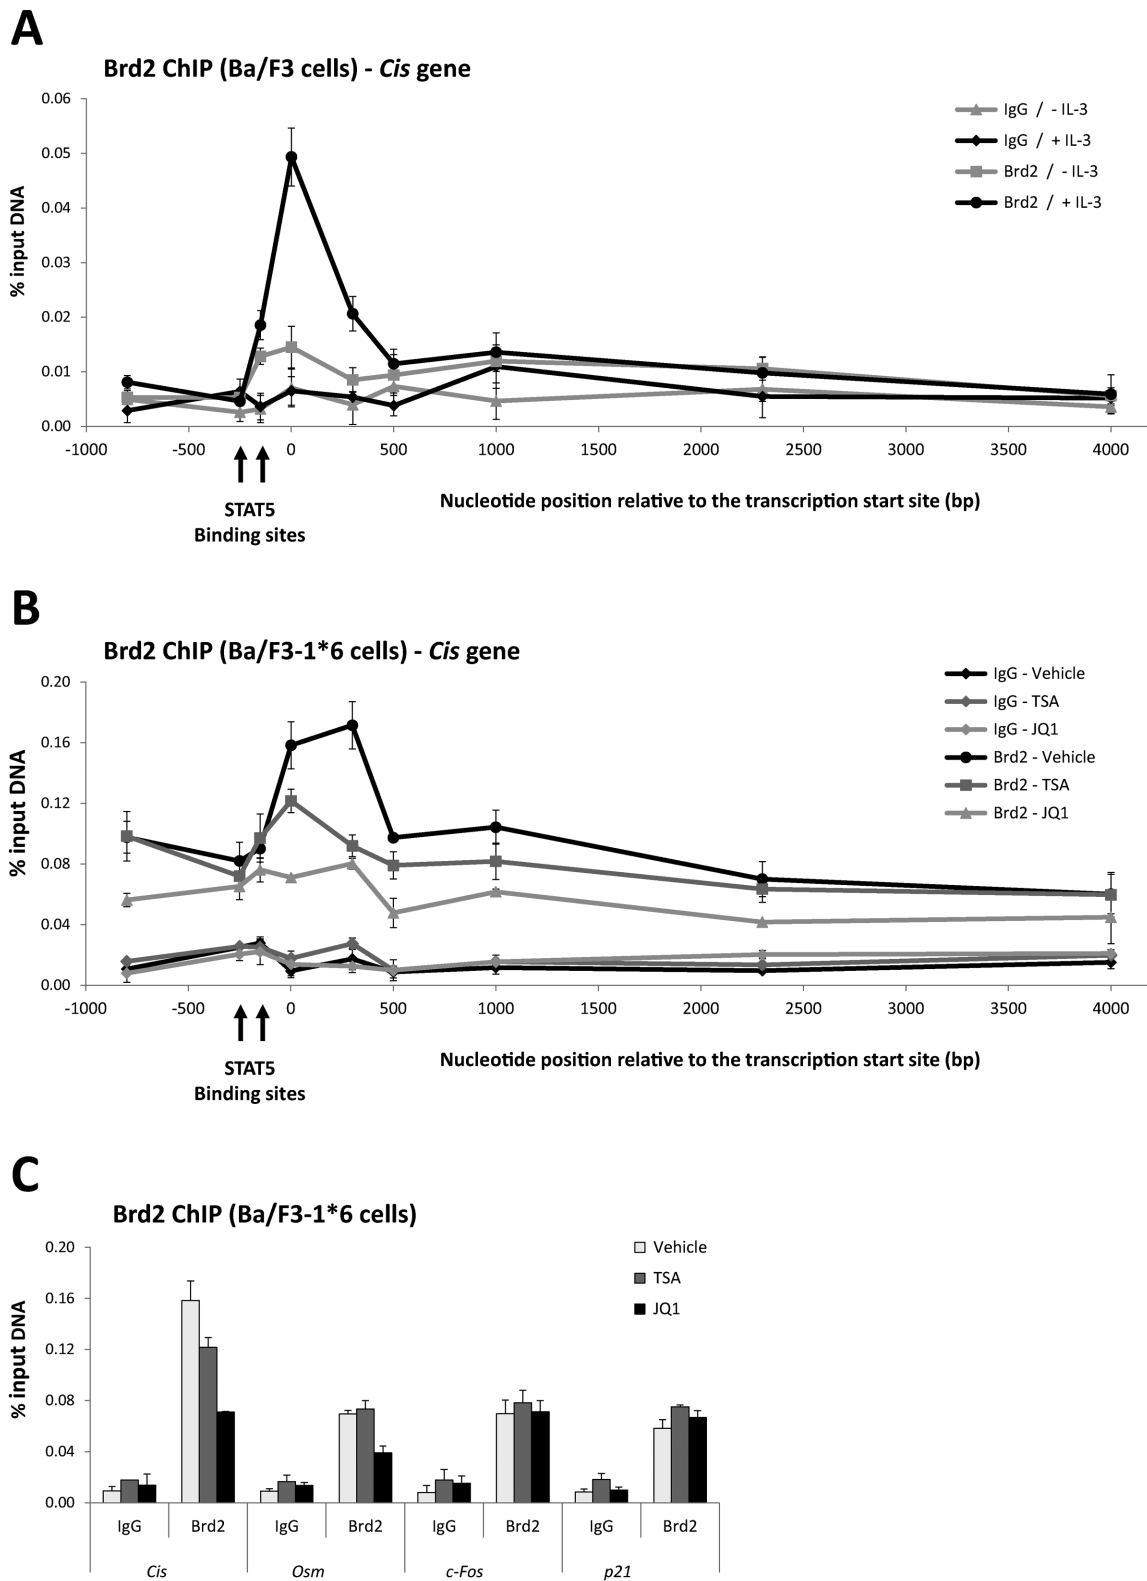 A
Brd2 ChIP (Ba/F3 cells) - Cis gene
% input DNA
0.06
0.05
0.04
0.03
0.02
0.01
0.00
IgG / - IL-3
IgG / + IL-3
Brd2 / - IL-3
Brd2 / + IL-3
-1000 -500 0 500 1000 1500 2000 2500 3000 3500 4000
STAT5
Binding sites
Nucleotide position relative to the transcription start site (bp)
B
Brd2 ChIP (Ba/F3-1*6 cells) - Cis gene
% input DNA
0.20
0.16
0.12
0.08
0.04
0.00
IgG - Vehicle
IgG - TSA
IgG - JQ1
Brd2 - Vehicle
Brd2 - TSA
Brd2 - JQ1
-1000 -500 0 500 1000 1500 2000 2500 3000 3500 4000
STAT5
Binding sites
Nucleotide position relative to the transcription start site (bp)
C
Brd2 ChIP (Ba/F3-1*6 cells)
% input DNA
0.20
0.16
0.12
0.08
0.04
0.00
Vehicle
TSA
JQ1
IgG Brd2 IgG Brd2 IgG Brd2 IgG Brd2
Cis Osm c-Fos p21